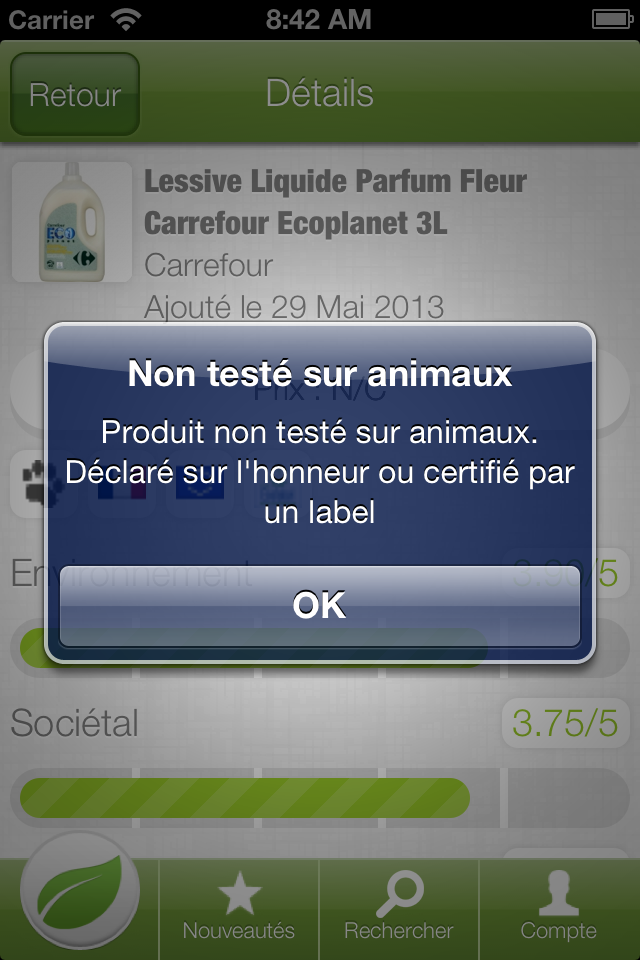 Carrier
8:42 AM
Retour
Détails
Lessive Liquide Parfum Fleur
Carrefour Ecoplanet 3L
Carrefour
Ajouté le 29 Mai 2013
Prix : N/C
Non testé sur animaux
Produit non testé sur animaux.
Déclaré sur l'honneur ou certifié par
un label
Environnement
3.90/5
OK
Sociétal
3.75/5
Nouveautés
Rechercher
Compte